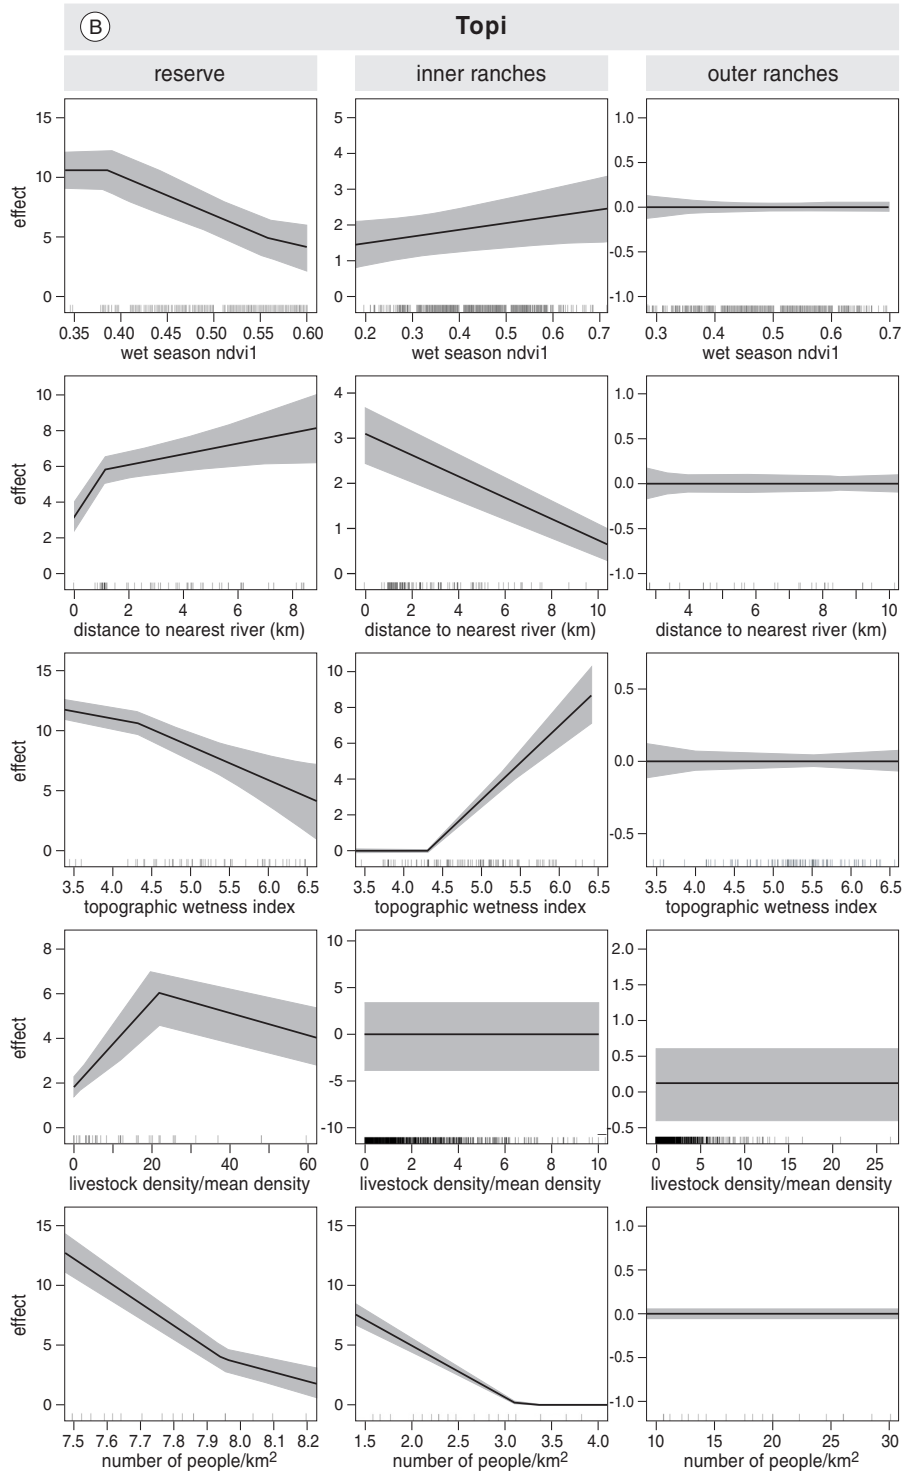 B Topi
reserve inner ranches outer ranches
effect
15
10
5
0
0.35 0.40 0.45 0.50 0.55 0.60
wet season ndvi1
5
4
3
2
1
0
0.2 0.3 0.4 0.5 0.6 0.7
wet season ndvi1
1.0
0.5
0.0
-0.5
-1.0
0.3 0.4 0.5 0.6 0.7
wet season ndvi1
effect
10
8
6
4
2
0
0 2 4 6 8
distance to nearest river (km)
4
3
2
1
0
0 2 4 6 8 10
distance to nearest river (km)
1.0
0.5
0.0
-0.5
-1.0
4 6 8 10
distance to nearest river (km)
effect
15
10
5
0
3.5 4.0 4.5 5.0 5.5 6.0 6.5
topographic wetness index
10
8
6
4
2
0
3.5 4.0 4.5 5.0 5.5 6.0 6.5
topographic wetness index
0.5
0.0
-0.5
3.5 4.0 4.5 5.0 5.5 6.0 6.5
topographic wetness index
effect
8
6
4
2
0
0 20 40 60
livestock density/mean density
10
5
0
-5
-10
0 2 4 6 8 10
livestock density/mean density
2.0
1.5
1.0
0.5
0.0
-0.5
0 5 10 15 20 25
livestock density/mean density
effect
15
10
5
0
7.5 7.6 7.7 7.8 7.9 8.0 8.1 8.2
number of people/km²
15
10
5
0
1.5 2.0 2.5 3.0 3.5 4.0
number of people/km²
1.0
0.5
0.0
-0.5
-1.0
10 15 20 25 30
number of people/km²